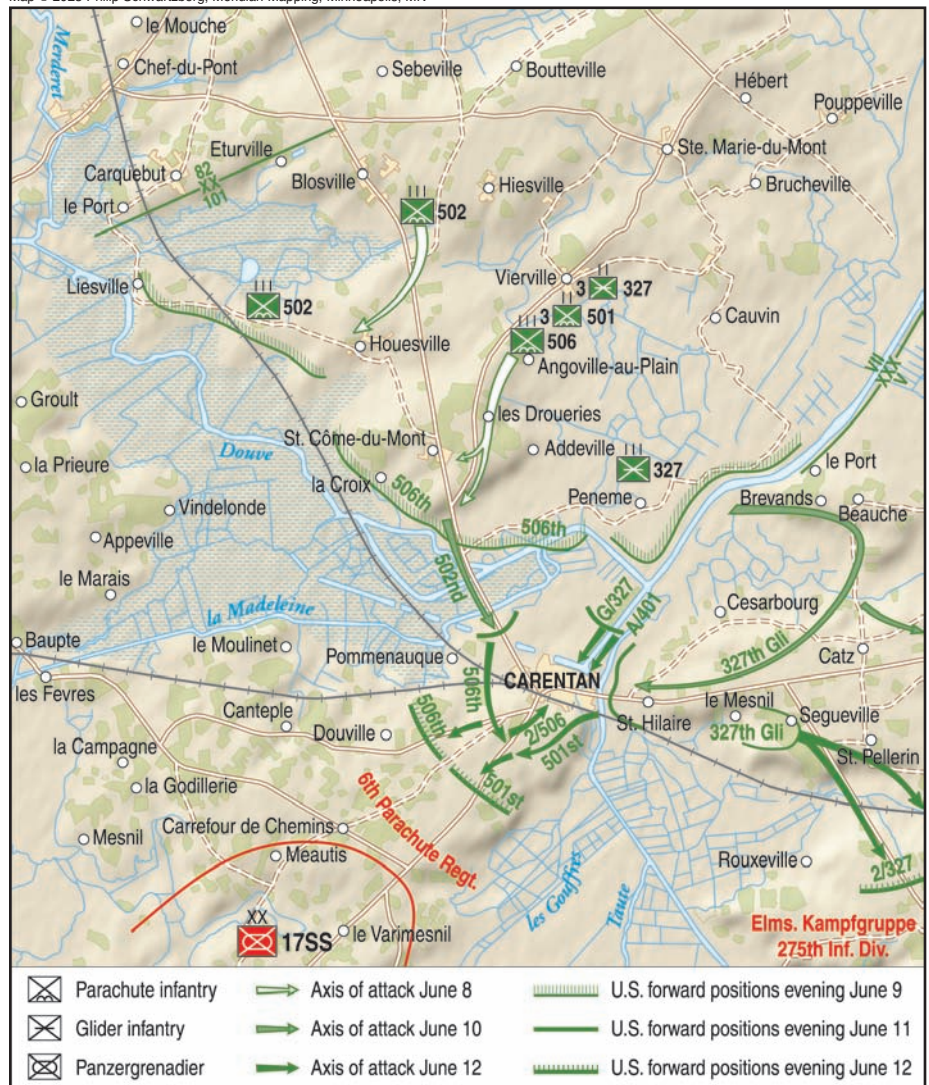 le Mouche
Chef-du-Pont
Merderet
Sebeville
Boutteville
Hébert
Pouppeville
Ste. Marie-du-Mont
Eturville
Carquebut
82
XX
101
Blosville
Hiesville
Brucheville
le Port
III
502
Vierville
II
3 327
Liesville
III
502
II
3 501
Cauvin
III
506
Houesville
Angoville-au-Plain
VII
XXX
V
Groult
les Droueries
St. Côme-du-Mont
Addeville
III
327
le Port
la Prieure
Douve
la Croix
506th
Peneme
Brevands
Beauche
Vindelonde
506th
Appeville
502nd
le Marais
G/327
A/401
Cesarbourg
la Madeleine
327th Gli
Catz
Baupte
le Moulinet
Pommenauque
CARENTAN
les Fevres
506th
le Mesnil
St. Hilaire
Segueville
Canteple
506th
2/506
327th Gli
Douville
501st
St. Pellerin
la Campagne
501st
la Godillerie
6th Parachute Regt.
Mesnil
Carrefour de Chemins
Meautis
Rouxeville
2/327
les Gouffres
Taute
XX
17SS
le Varimesnil
Elms. Kampfgruppe
275th Inf. Div.
Parachute infantry
Axis of attack June 8
U.S. forward positions evening June 9
Glider infantry
Axis of attack June 10
U.S. forward positions evening June 11
Panzergrenadier
Axis of attack June 12
U.S. forward positions evening June 12